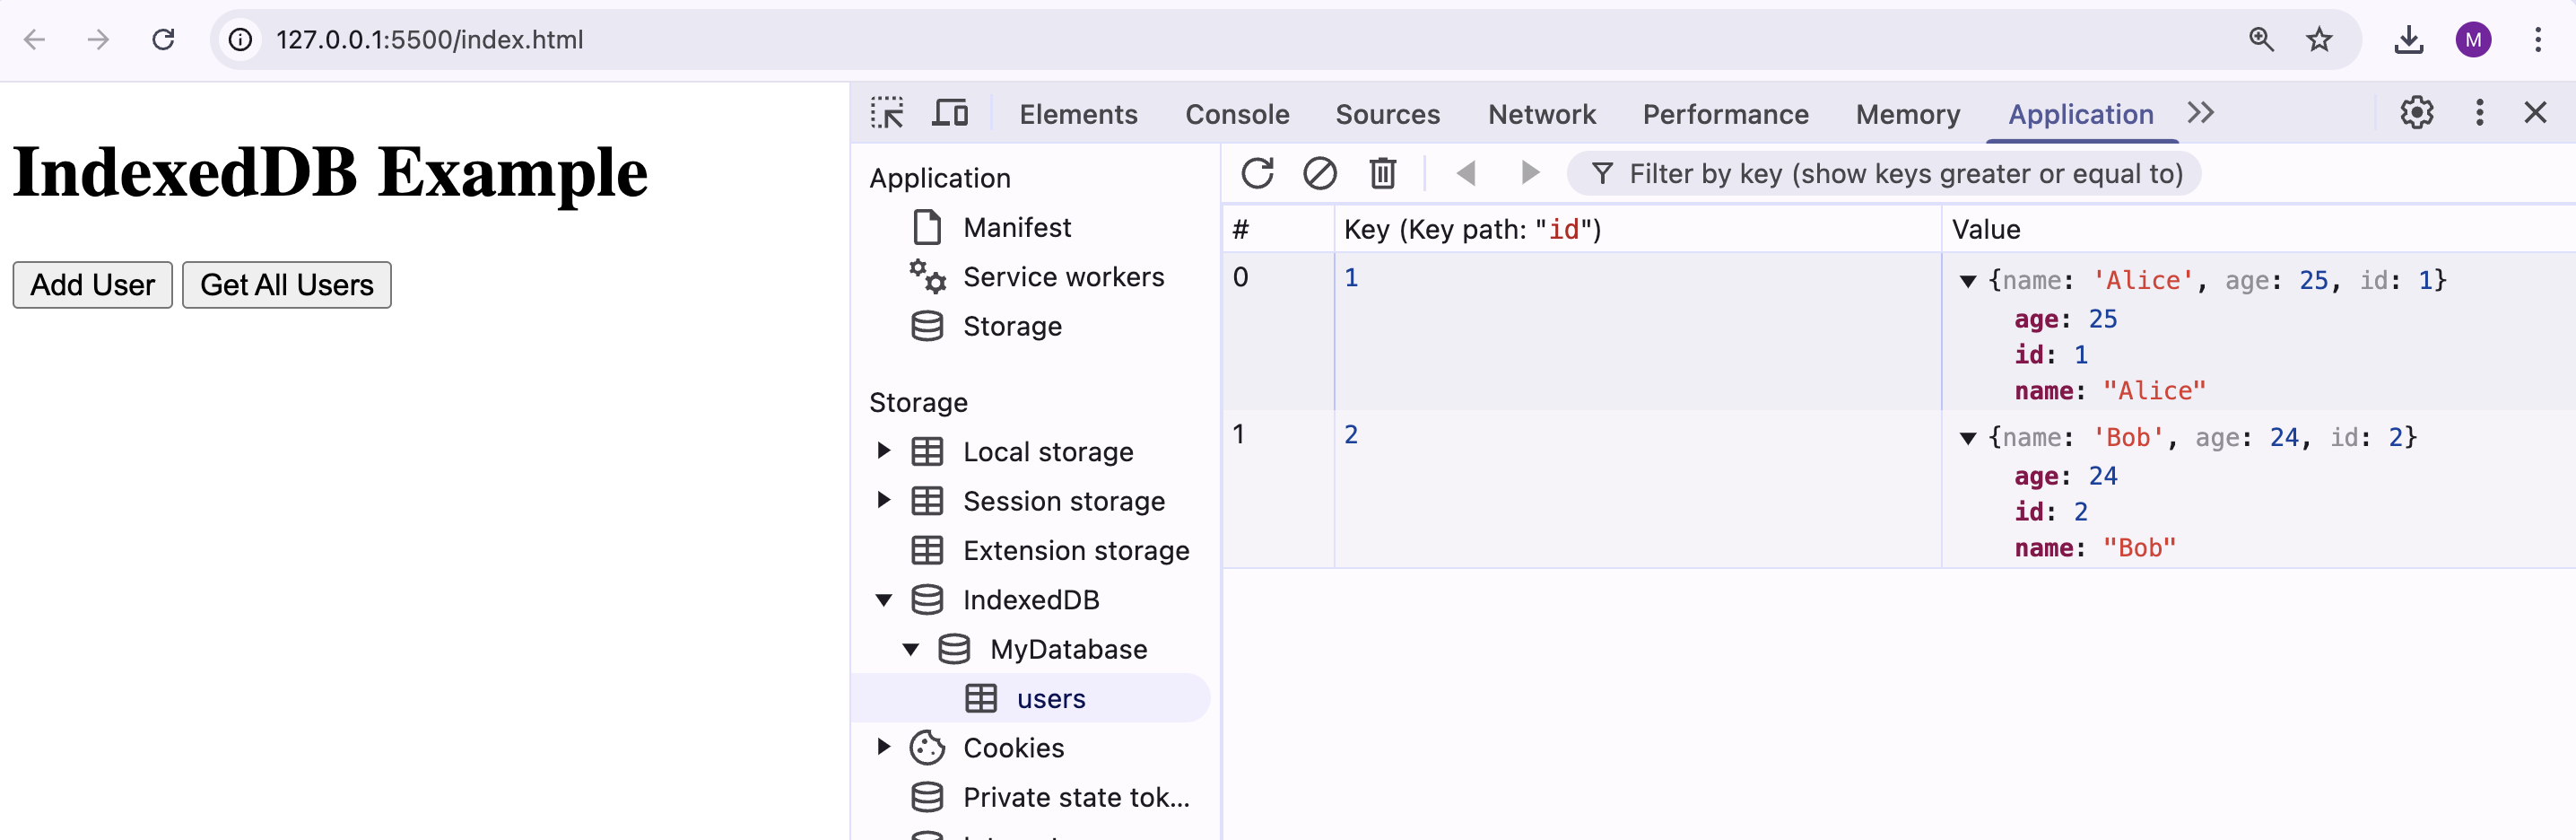 127.0.0.1:5500/index.html
M
IndexedDB Example
Add User
Get All Users
Elements
Console
Sources
Network
Performance
Memory
Application
Application
Manifest
Service workers
Storage
Storage
Local storage
Session storage
Extension storage
IndexedDB
MyDatabase
users
Cookies
Private state tok...
Filter by key (show keys greater or equal to)
# Key (Key path: "id") Value
0 1 {name: 'Alice', age: 25, id: 1}
age: 25
id: 1
name: "Alice"
1 2 {name: 'Bob', age: 24, id: 2}
age: 24
id: 2
name: "Bob"